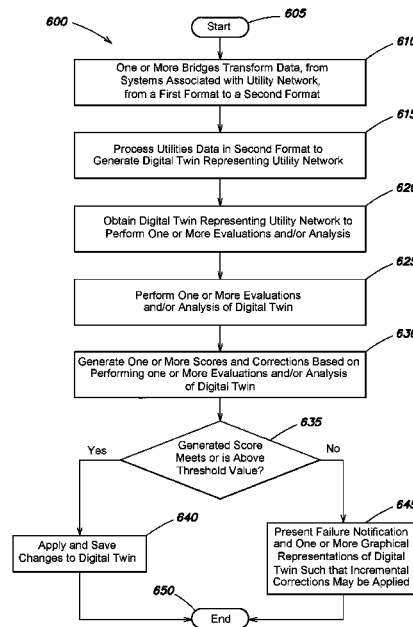 600
Start
605
610
One or More Bridges Transform Data, from
Systems Associated with Utility Network,
from a First Format to a Second Format
615
Process Utilities Data in Second Format to
Generate Digital Twin Representing Utility Network
620
Obtain Digital Twin Representing Utility Network to
Perform One or More Evaluations and/or Analysis
625
Perform One or More Evaluations
and/or Analysis of Digital Twin
630
Generate One or More Scores and Corrections Based on
Performing one or More Evaluations and/or Analysis
of Digital Twin
635
Generated Score
Meets or is Above
Threshold Value?
Yes
No
640
Apply and Save
Changes to Digital Twin
645
Present Failure Notification
and One or More Graphical
Representations of Digital
Twin Such that Incremental
Corrections May be Applied
650
End